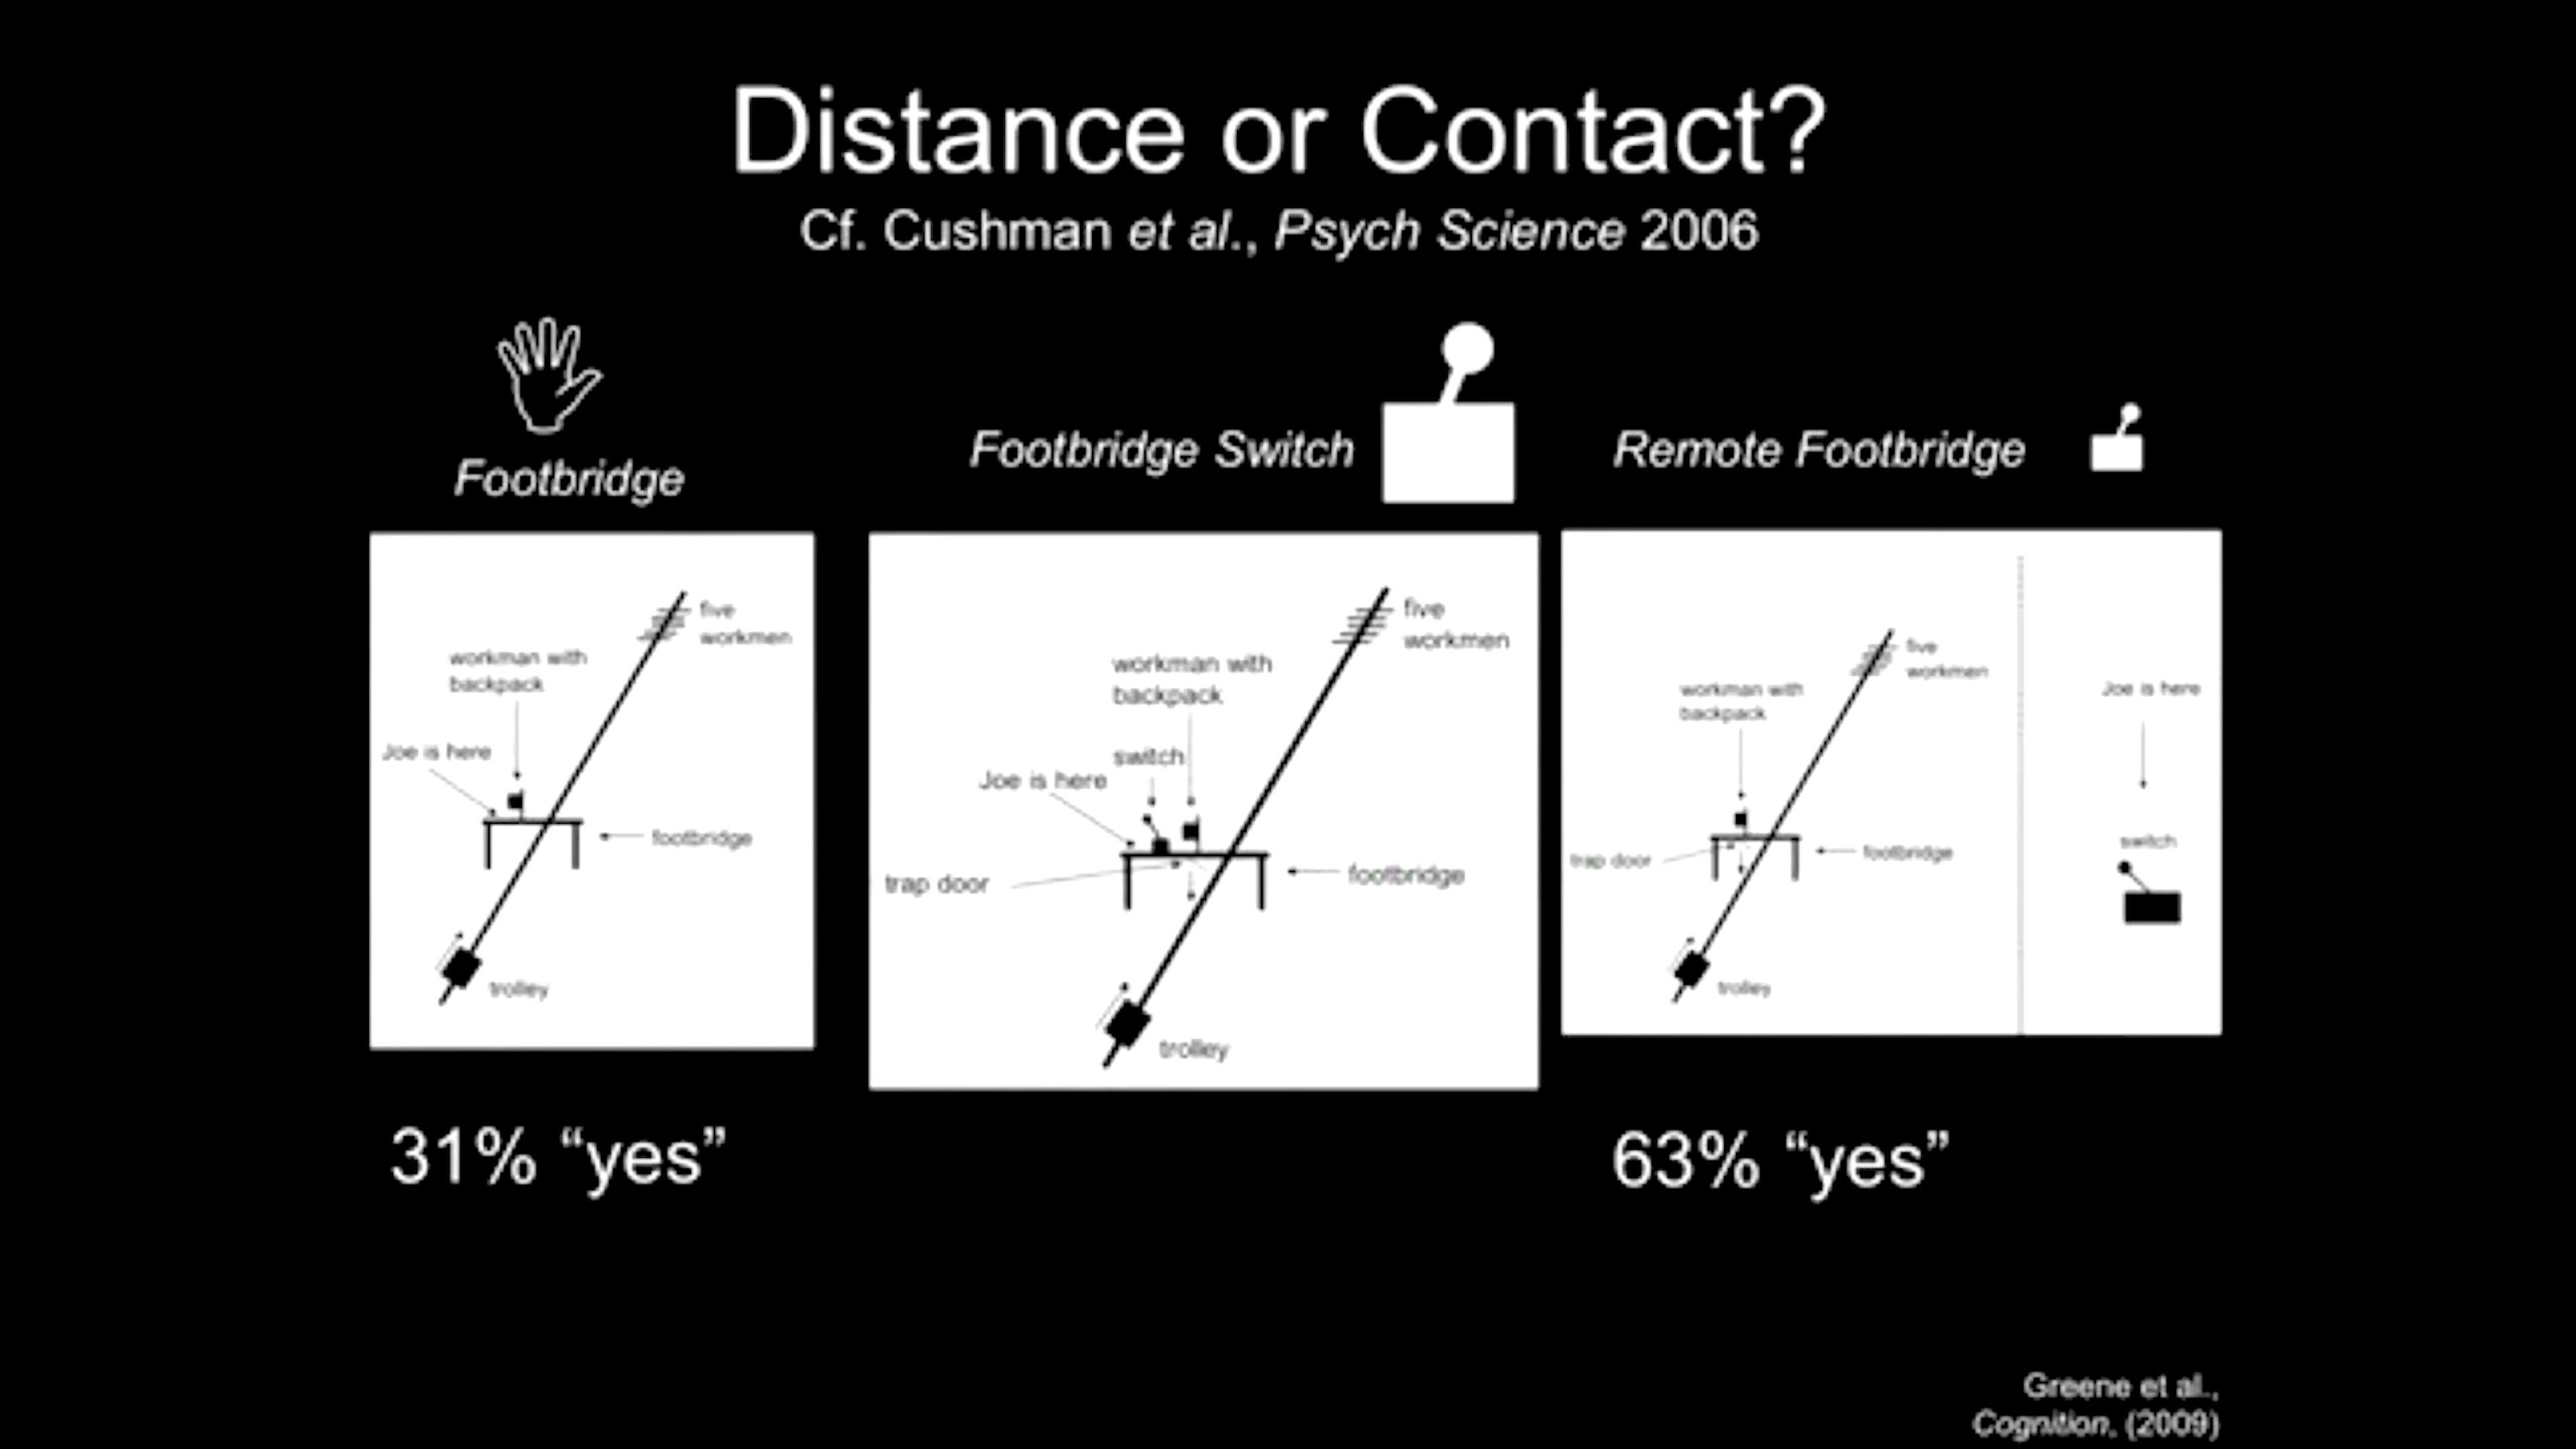 Distance or Contact?
Cf. Cushman et al., Psych Science 2006
Footbridge
Footbridge Switch
Remote Footbridge
five
workmen
workman with
backpack
Joe is here
footbridge
trolley
five
workmen
workman with
backpack
switch
Joe is here
trap door
footbridge
trolley
five
workmen
workman with
backpack
Joe is here
switch
trap door
footbridge
trolley
31% “yes”
63% “yes”
Greene et al.,
Cognition, (2009)